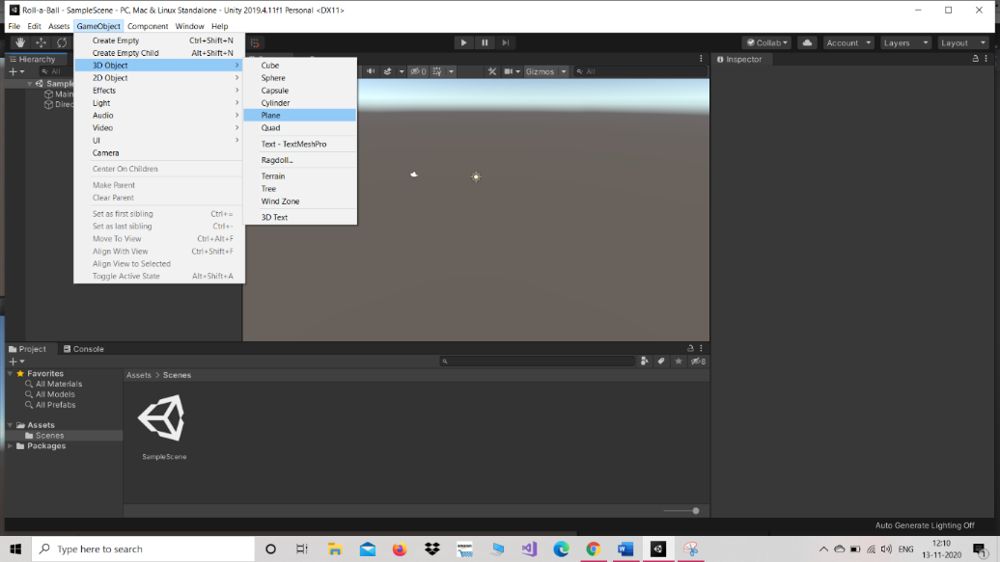 Roll-a-Ball - SampleScene - PC, Mac & Linux Standalone - Unity 2019.4.11f1 Personal <DX11>
File Edit Assets GameObject Component Window Help
Collab Account Layers Layout
Hierarchy
All
Sample
Main
Direc
Create Empty Ctrl+Shift+N
Create Empty Child Alt+Shift+N
3D Object
2D Object
Effects
Light
Audio
Video
UI
Camera
Center On Children
Make Parent
Clear Parent
Set as first sibling Ctrl+=
Set as last sibling Ctrl+-
Move To View Ctrl+Alt+F
Align With View Ctrl+Shift+F
Align View to Selected
Toggle Active State Alt+Shift+A
Cube
Sphere
Capsule
Cylinder
Plane
Quad
Text - TextMeshPro
Ragdoll...
Terrain
Tree
Wind Zone
3D Text
0 Gizmos All
Inspector
Project Console
8
Favorites
All Materials
All Models
All Prefabs
Assets
Scenes
Packages
Assets > Scenes
SampleScene
Auto Generate Lighting Off
Type here to search
ENG
12:10
13-11-2020